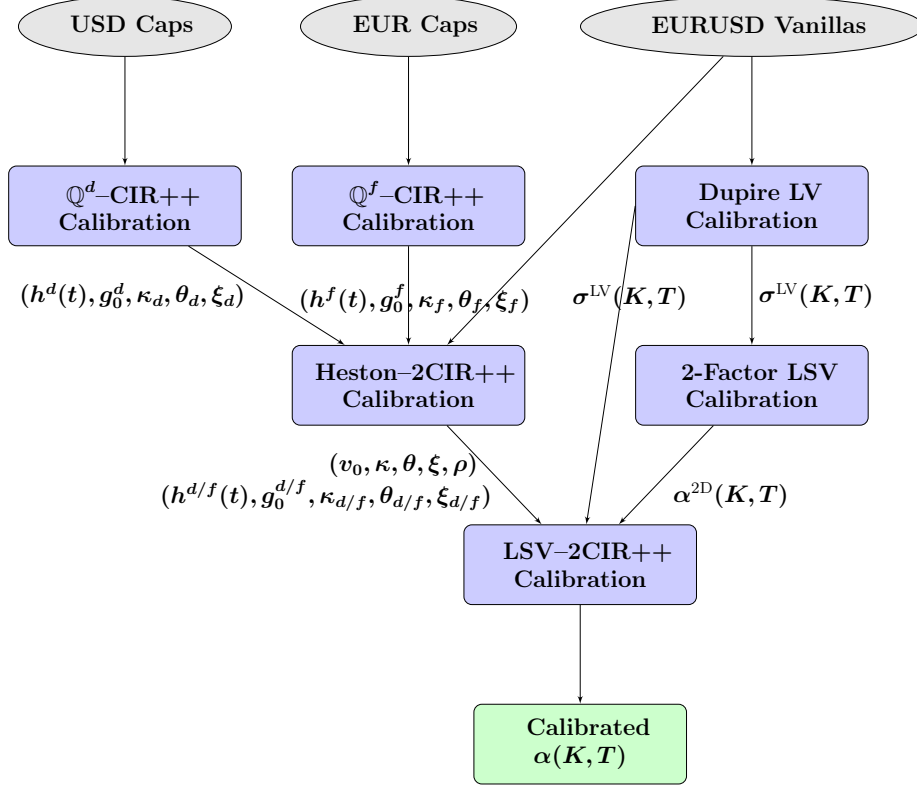 USD Caps
EUR Caps
EURUSD Vanillas
ℚ^d–CIR++
Calibration
ℚ^f–CIR++
Calibration
Dupire LV
Calibration
(h^d(t), g_0^d, κ_d, θ_d, ξ_d)
(h^f(t), g_0^f, κ_f, θ_f, ξ_f)
σ^LV(K, T)
σ^LV(K, T)
Heston–2CIR++
Calibration
2-Factor LSV
Calibration
(v_0, κ, θ, ξ, ρ)
(h^{d/f}(t), g_0^{d/f}, κ_{d/f}, θ_{d/f}, ξ_{d/f})
α^2D(K, T)
LSV–2CIR++
Calibration
Calibrated
α(K, T)